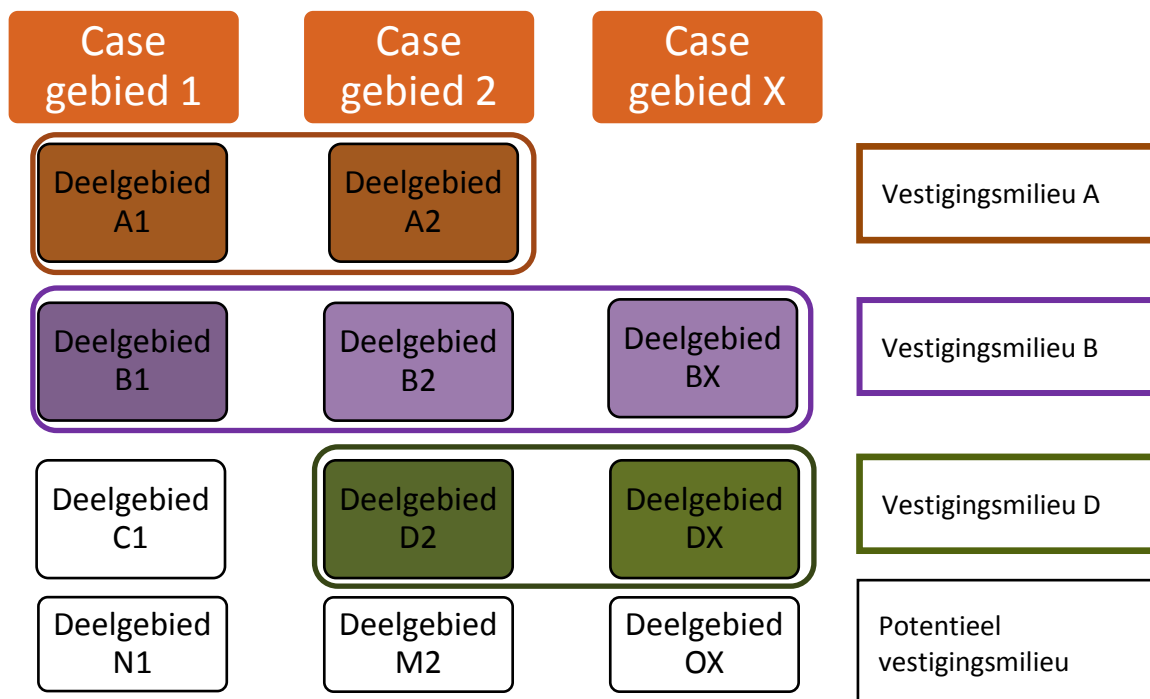 Case
gebied 1
Case
gebied 2
Case
gebied X
Deelgebied
A1
Deelgebied
A2
Vestigingsmilieu A
Deelgebied
B1
Deelgebied
B2
Deelgebied
BX
Vestigingsmilieu B
Deelgebied
C1
Deelgebied
D2
Deelgebied
DX
Vestigingsmilieu D
Deelgebied
N1
Deelgebied
M2
Deelgebied
OX
Potentieel
vestigingsmilieu